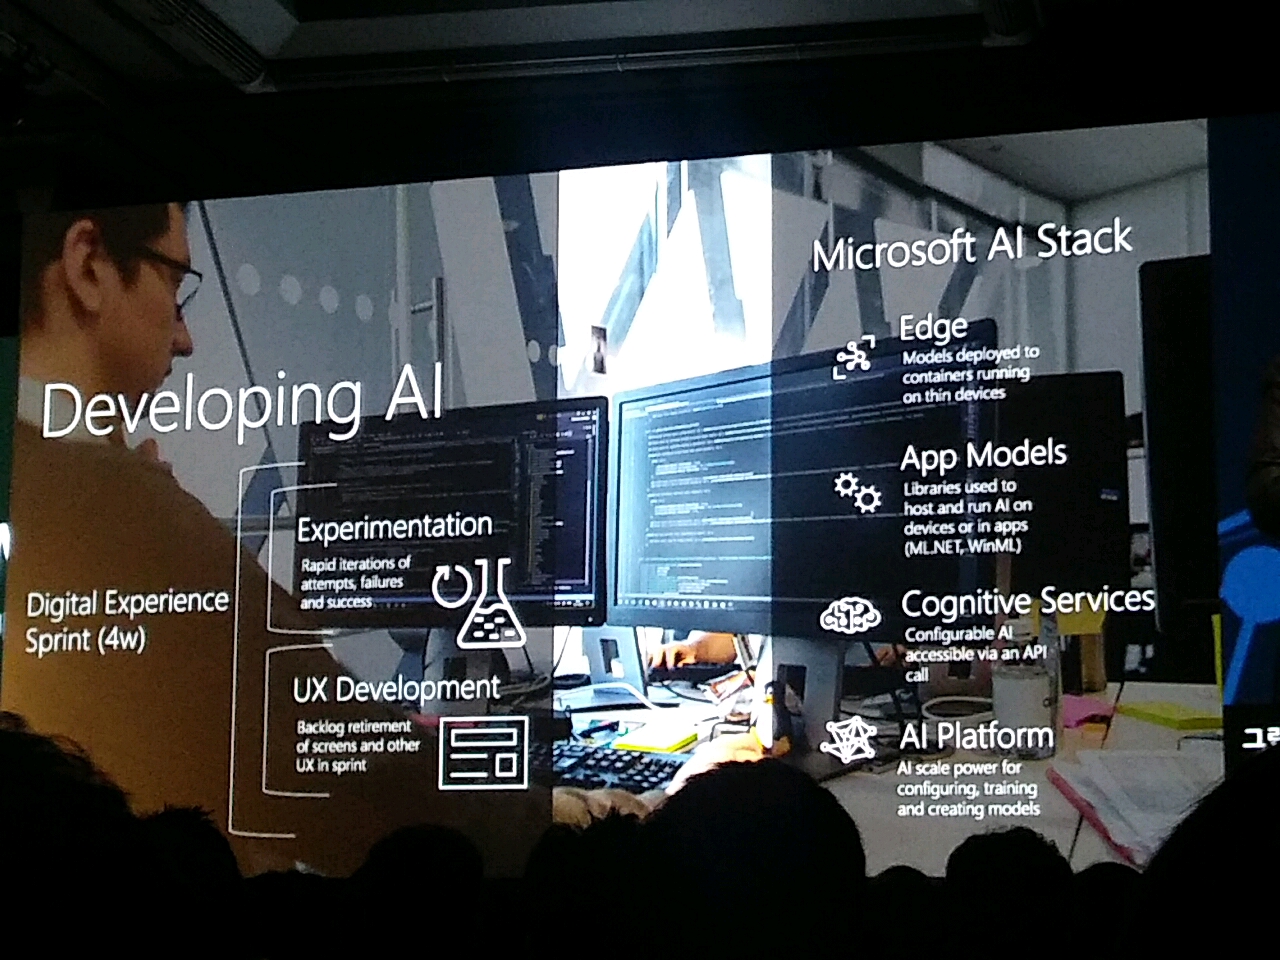 Developing AI
Digital Experience
Sprint (4w)
Experimentation
Rapid iterations of
attempts, failures
and success
UX Development
Backlog retirement
of screens and other
UX in sprint
Microsoft AI Stack
Edge
Models deployed to
containers running
on thin devices
App Models
Libraries used to
host and run AI on
devices or in apps
(ML.NET, WinML)
Cognitive Services
Configurable AI
accessible via an API
call
AI Platform
AI scale power for
configuring, training
and creating models